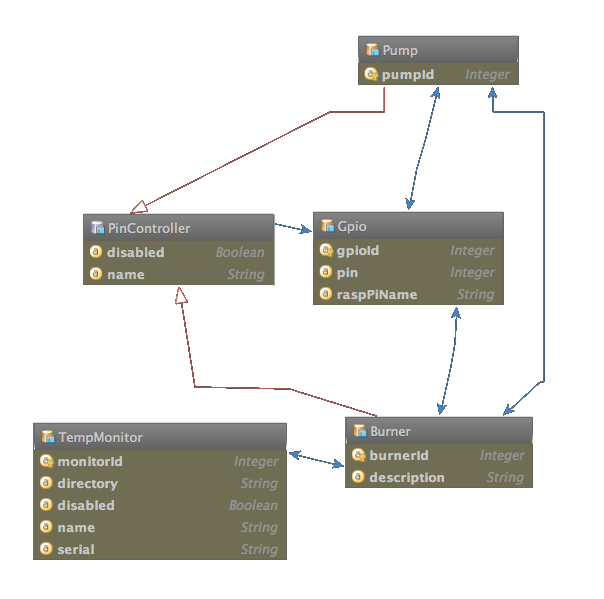 Pump
pumpId Integer
PinController
disabled Boolean
name String
Gpio
gpioId Integer
pin Integer
raspPiName String
TempMonitor
monitorId Integer
directory String
disabled Boolean
name String
serial String
Burner
burnerId Integer
description String